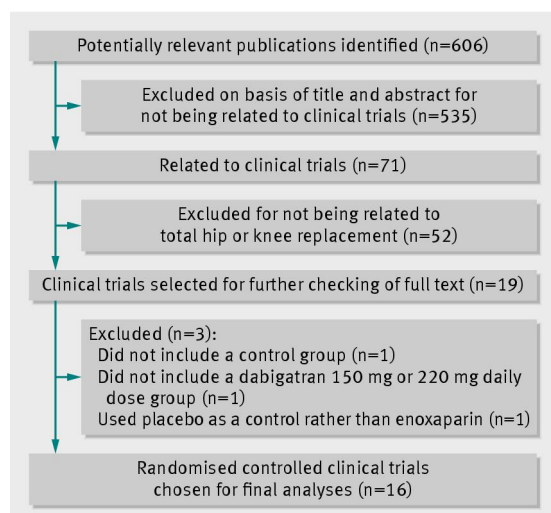 Potentially relevant publications identified (n=606)
Excluded on basis of title and abstract for
not being related to clinical trials (n=535)
Related to clinical trials (n=71)
Excluded for not being related to
total hip or knee replacement (n=52)
Clinical trials selected for further checking of full text (n=19)
Excluded (n=3):
Did not include a control group (n=1)
Did not include a dabigatran 150 mg or 220 mg daily
dose group (n=1)
Used placebo as a control rather than enoxaparin (n=1)
Randomised controlled clinical trials
chosen for final analyses (n=16)